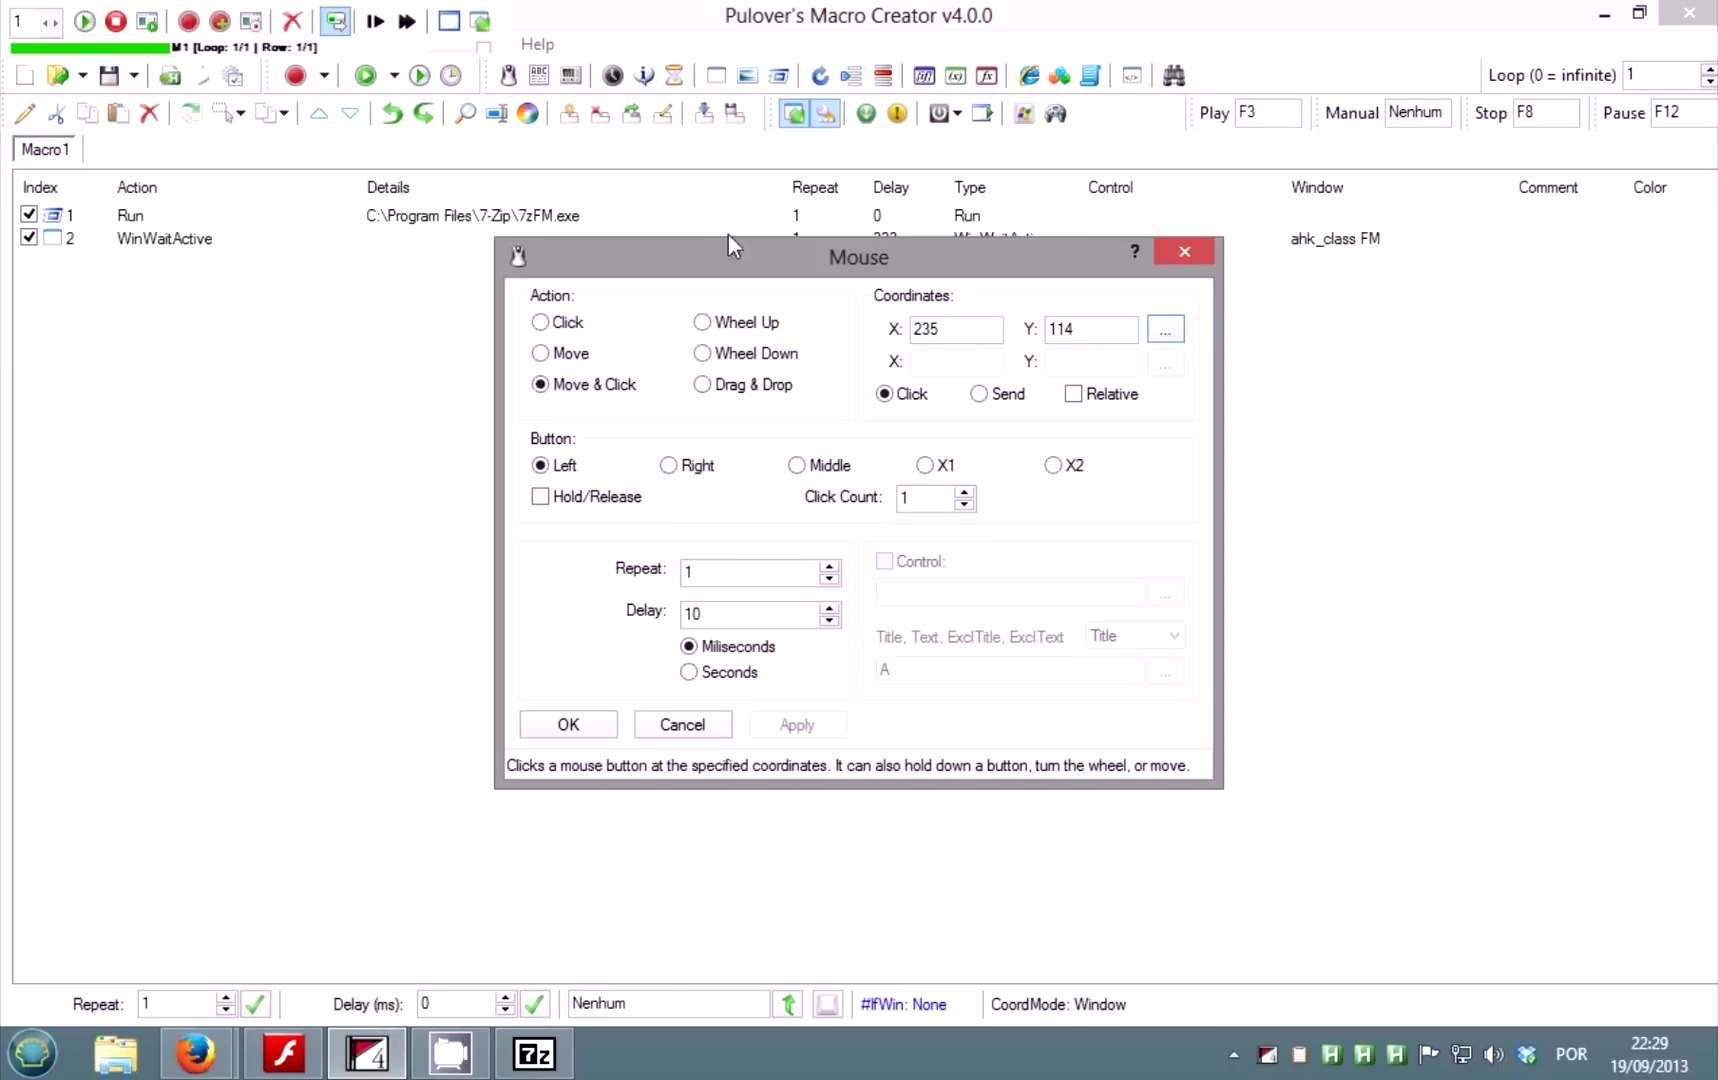 1
Pulover's Macro Creator v4.0.0
M1 [Loop: 1/1 | Row: 1/1]
Help
Loop (0 = infinite) 1
Play F3 Manual Nenhum Stop F8 Pause F12
Macro1
Index Action Details Repeat Delay Type Control Window Comment Color
1 Run C:\Program Files\7-Zip\7zFM.exe 1 0 Run
2 WinWaitActive ahk_class FM
Mouse ?
Action: Coordinates:
Click Wheel Up X: 235 Y: 114 ...
Move Wheel Down X: Y: ...
Move & Click Drag & Drop Click Send Relative
Button:
Left Right Middle X1 X2
Hold/Release Click Count: 1
Repeat: 1 Control:
...
Delay: 10
Title, Text, ExclTitle, ExclText Title
Miliseconds
Seconds A ...
OK Cancel Apply
Clicks a mouse button at the specified coordinates. It can also hold down a button, turn the wheel, or move.
Repeat: 1 Delay (ms): 0 Nenhum #IfWin: None CoordMode: Window
4 7z POR 22:29
19/09/2013